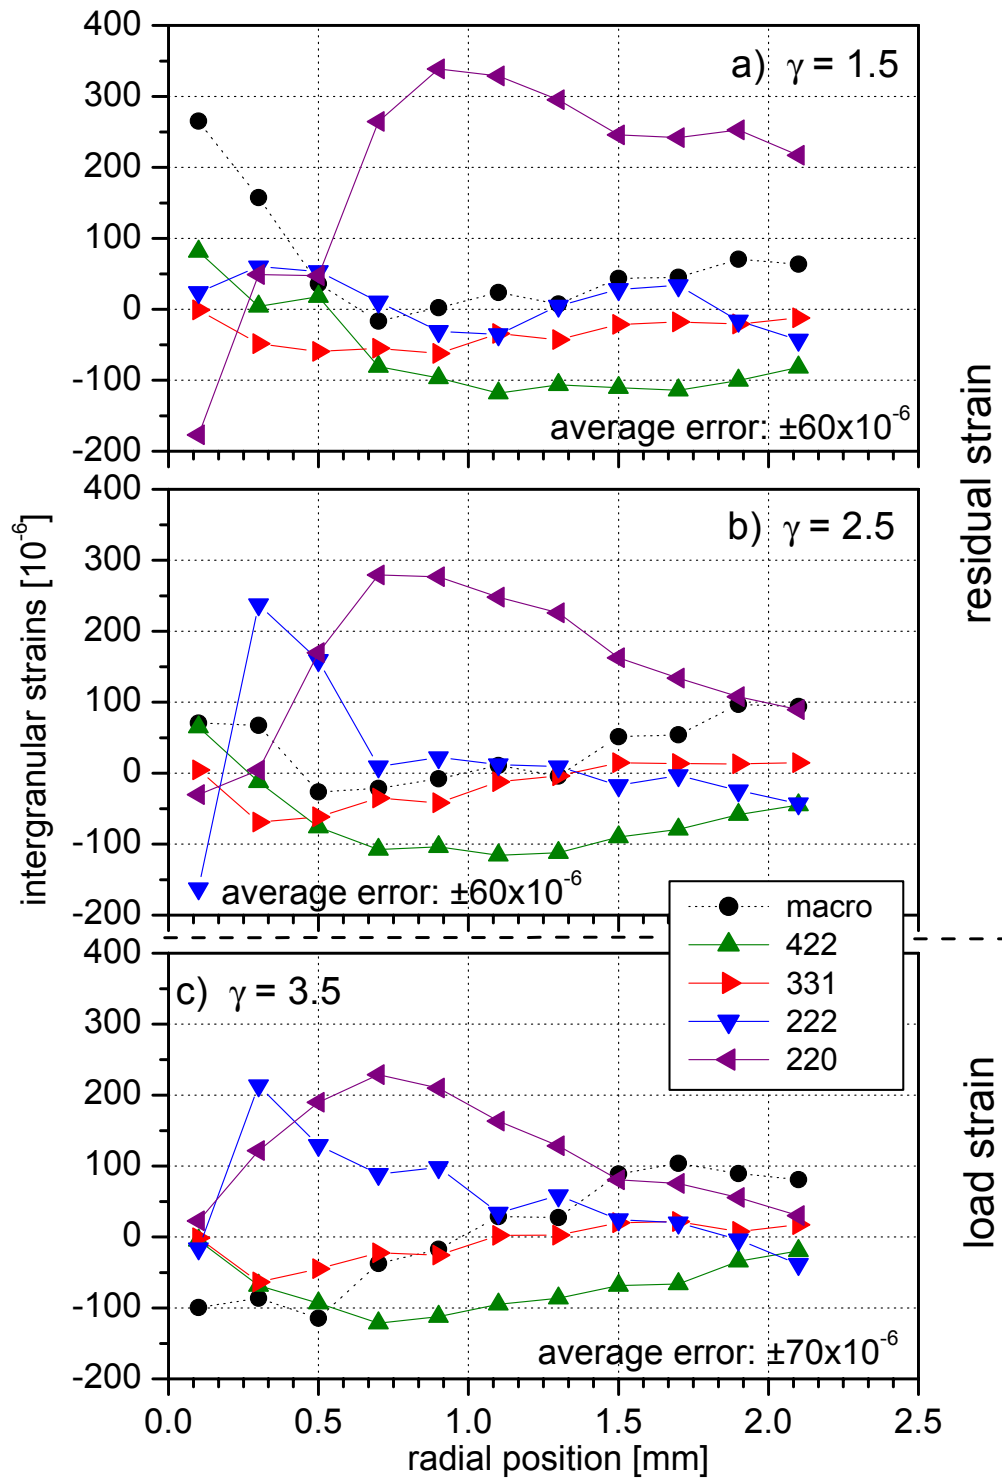 400
300
200
100
0
-100
-200
a) γ = 1.5
average error: ±60x10⁻⁶
residual strain
400
300
200
100
0
-100
-200
b) γ = 2.5
average error: ±60x10⁻⁶
intergranular strains [10⁻⁶]
macro
422
331
222
220
400
300
200
100
0
-100
-200
c) γ = 3.5
average error: ±70x10⁻⁶
load strain
0.0 0.5 1.0 1.5 2.0 2.5
radial position [mm]